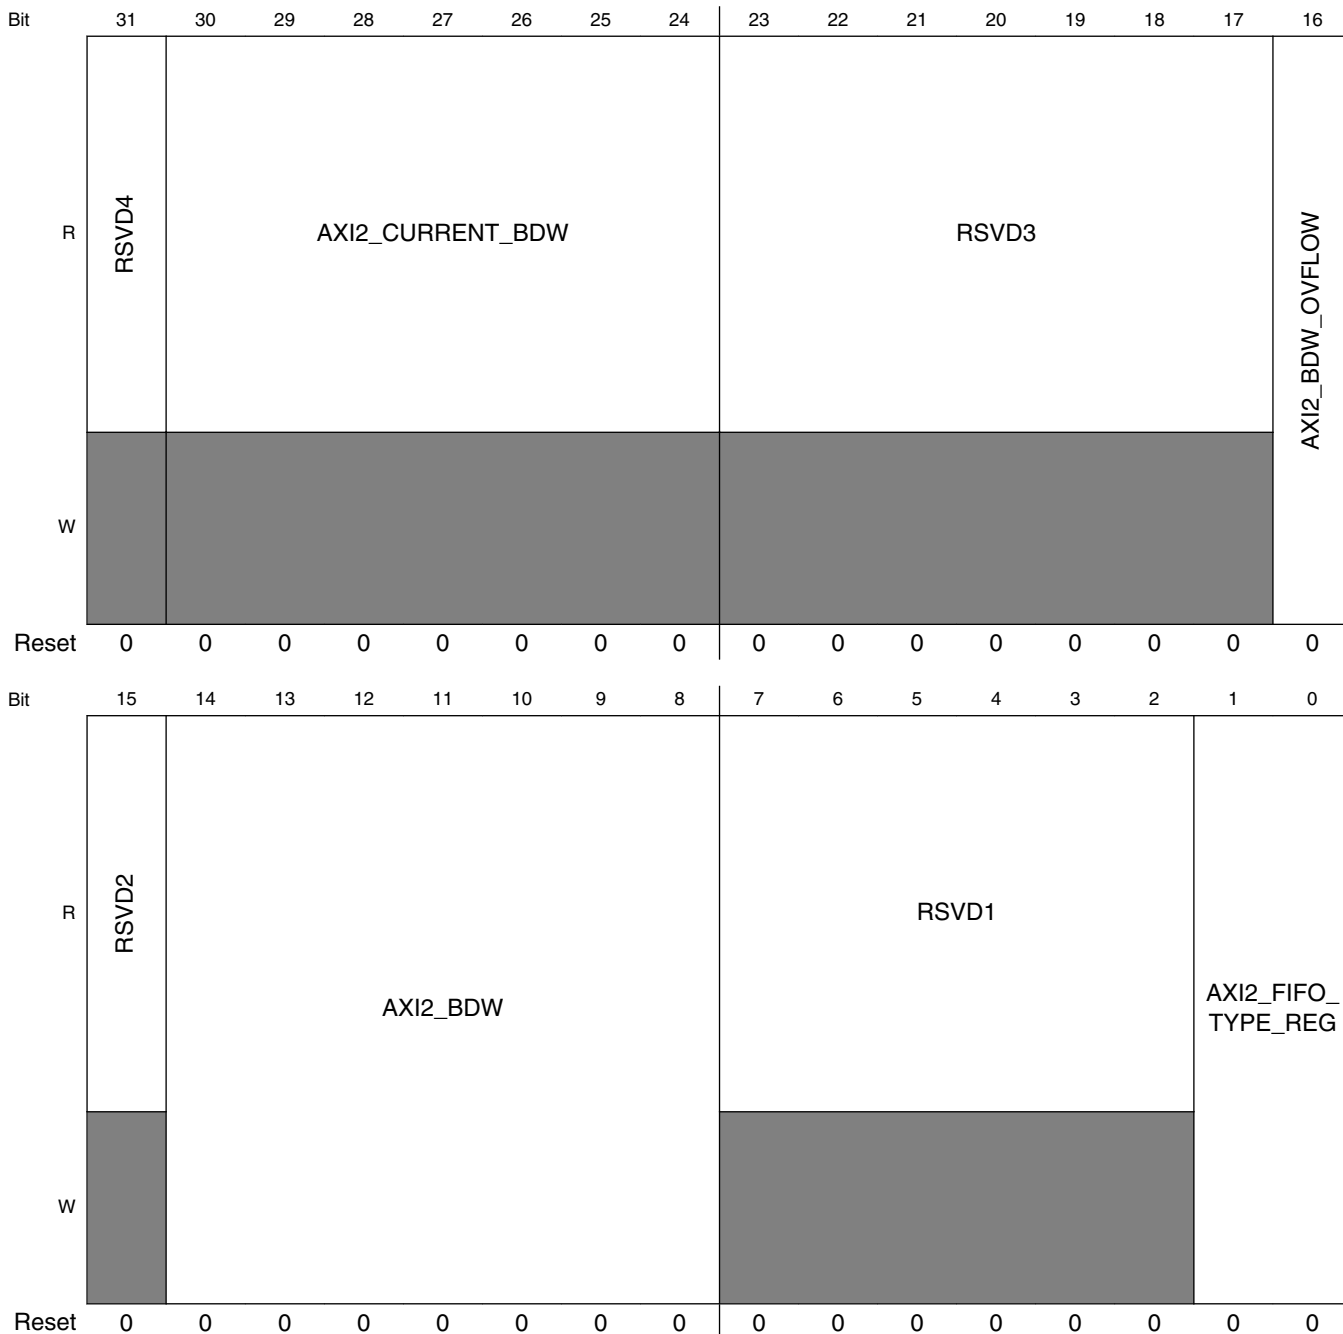 Bit 31 30 29 28 27 26 25 24 23 22 21 20 19 18 17 16
R RSVD4 AXI2_CURRENT_BDW RSVD3 AXI2_BDW_OVFLOW
W
Reset 0 0 0 0 0 0 0 0 0 0 0 0 0 0 0 0
Bit 15 14 13 12 11 10 9 8 7 6 5 4 3 2 1 0
R RSVD2 AXI2_BDW RSVD1 AXI2_FIFO_
TYPE_REG
W
Reset 0 0 0 0 0 0 0 0 0 0 0 0 0 0 0 0